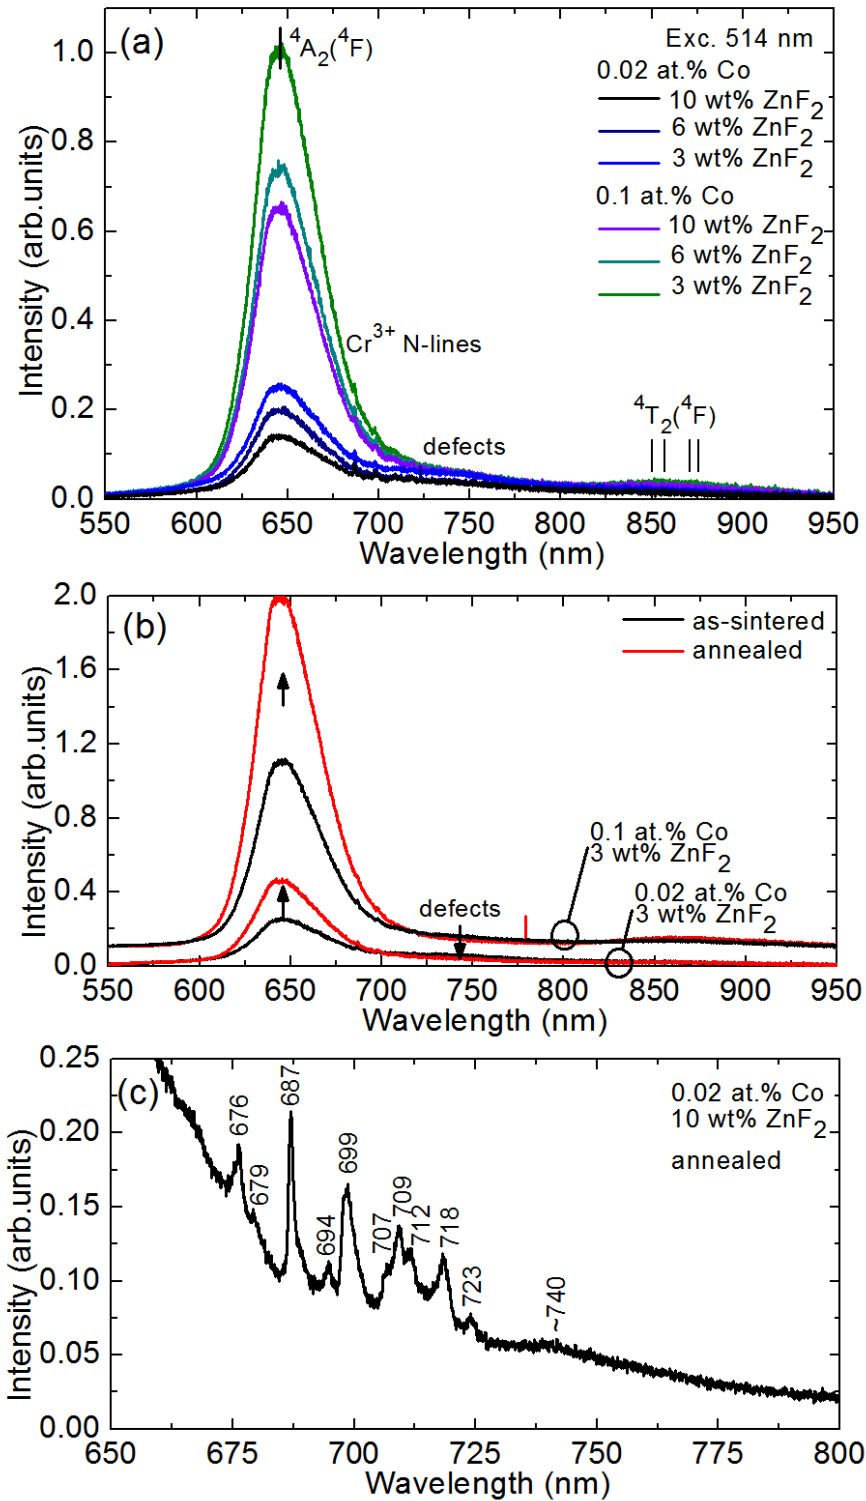 (a)
⁴A₂(⁴F)
Exc. 514 nm
0.02 at.% Co
10 wt% ZnF₂
6 wt% ZnF₂
3 wt% ZnF₂
0.1 at.% Co
10 wt% ZnF₂
6 wt% ZnF₂
3 wt% ZnF₂
Cr³⁺ N-lines
⁴T₂(⁴F)
defects
Intensity (arb.units)
1.0
0.8
0.6
0.4
0.2
0.0
550 600 650 700 750 800 850 900 950
Wavelength (nm)
(b)
as-sintered
annealed
0.1 at.% Co
3 wt% ZnF₂
0.02 at.% Co
3 wt% ZnF₂
defects
Intensity (arb.units)
2.0
1.6
1.2
0.8
0.4
0.0
550 600 650 700 750 800 850 900 950
Wavelength (nm)
(c)
0.02 at.% Co
10 wt% ZnF₂
annealed
676
679
687
694
699
707
709
712
718
723
~740
Intensity (arb.units)
0.25
0.20
0.15
0.10
0.05
0.00
650 675 700 725 750 775 800
Wavelength (nm)